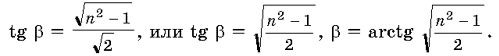 tg β = √(n² − 1) / √2, или tg β = √((n² − 1) / 2), β = arctg √((n² − 1) / 2).